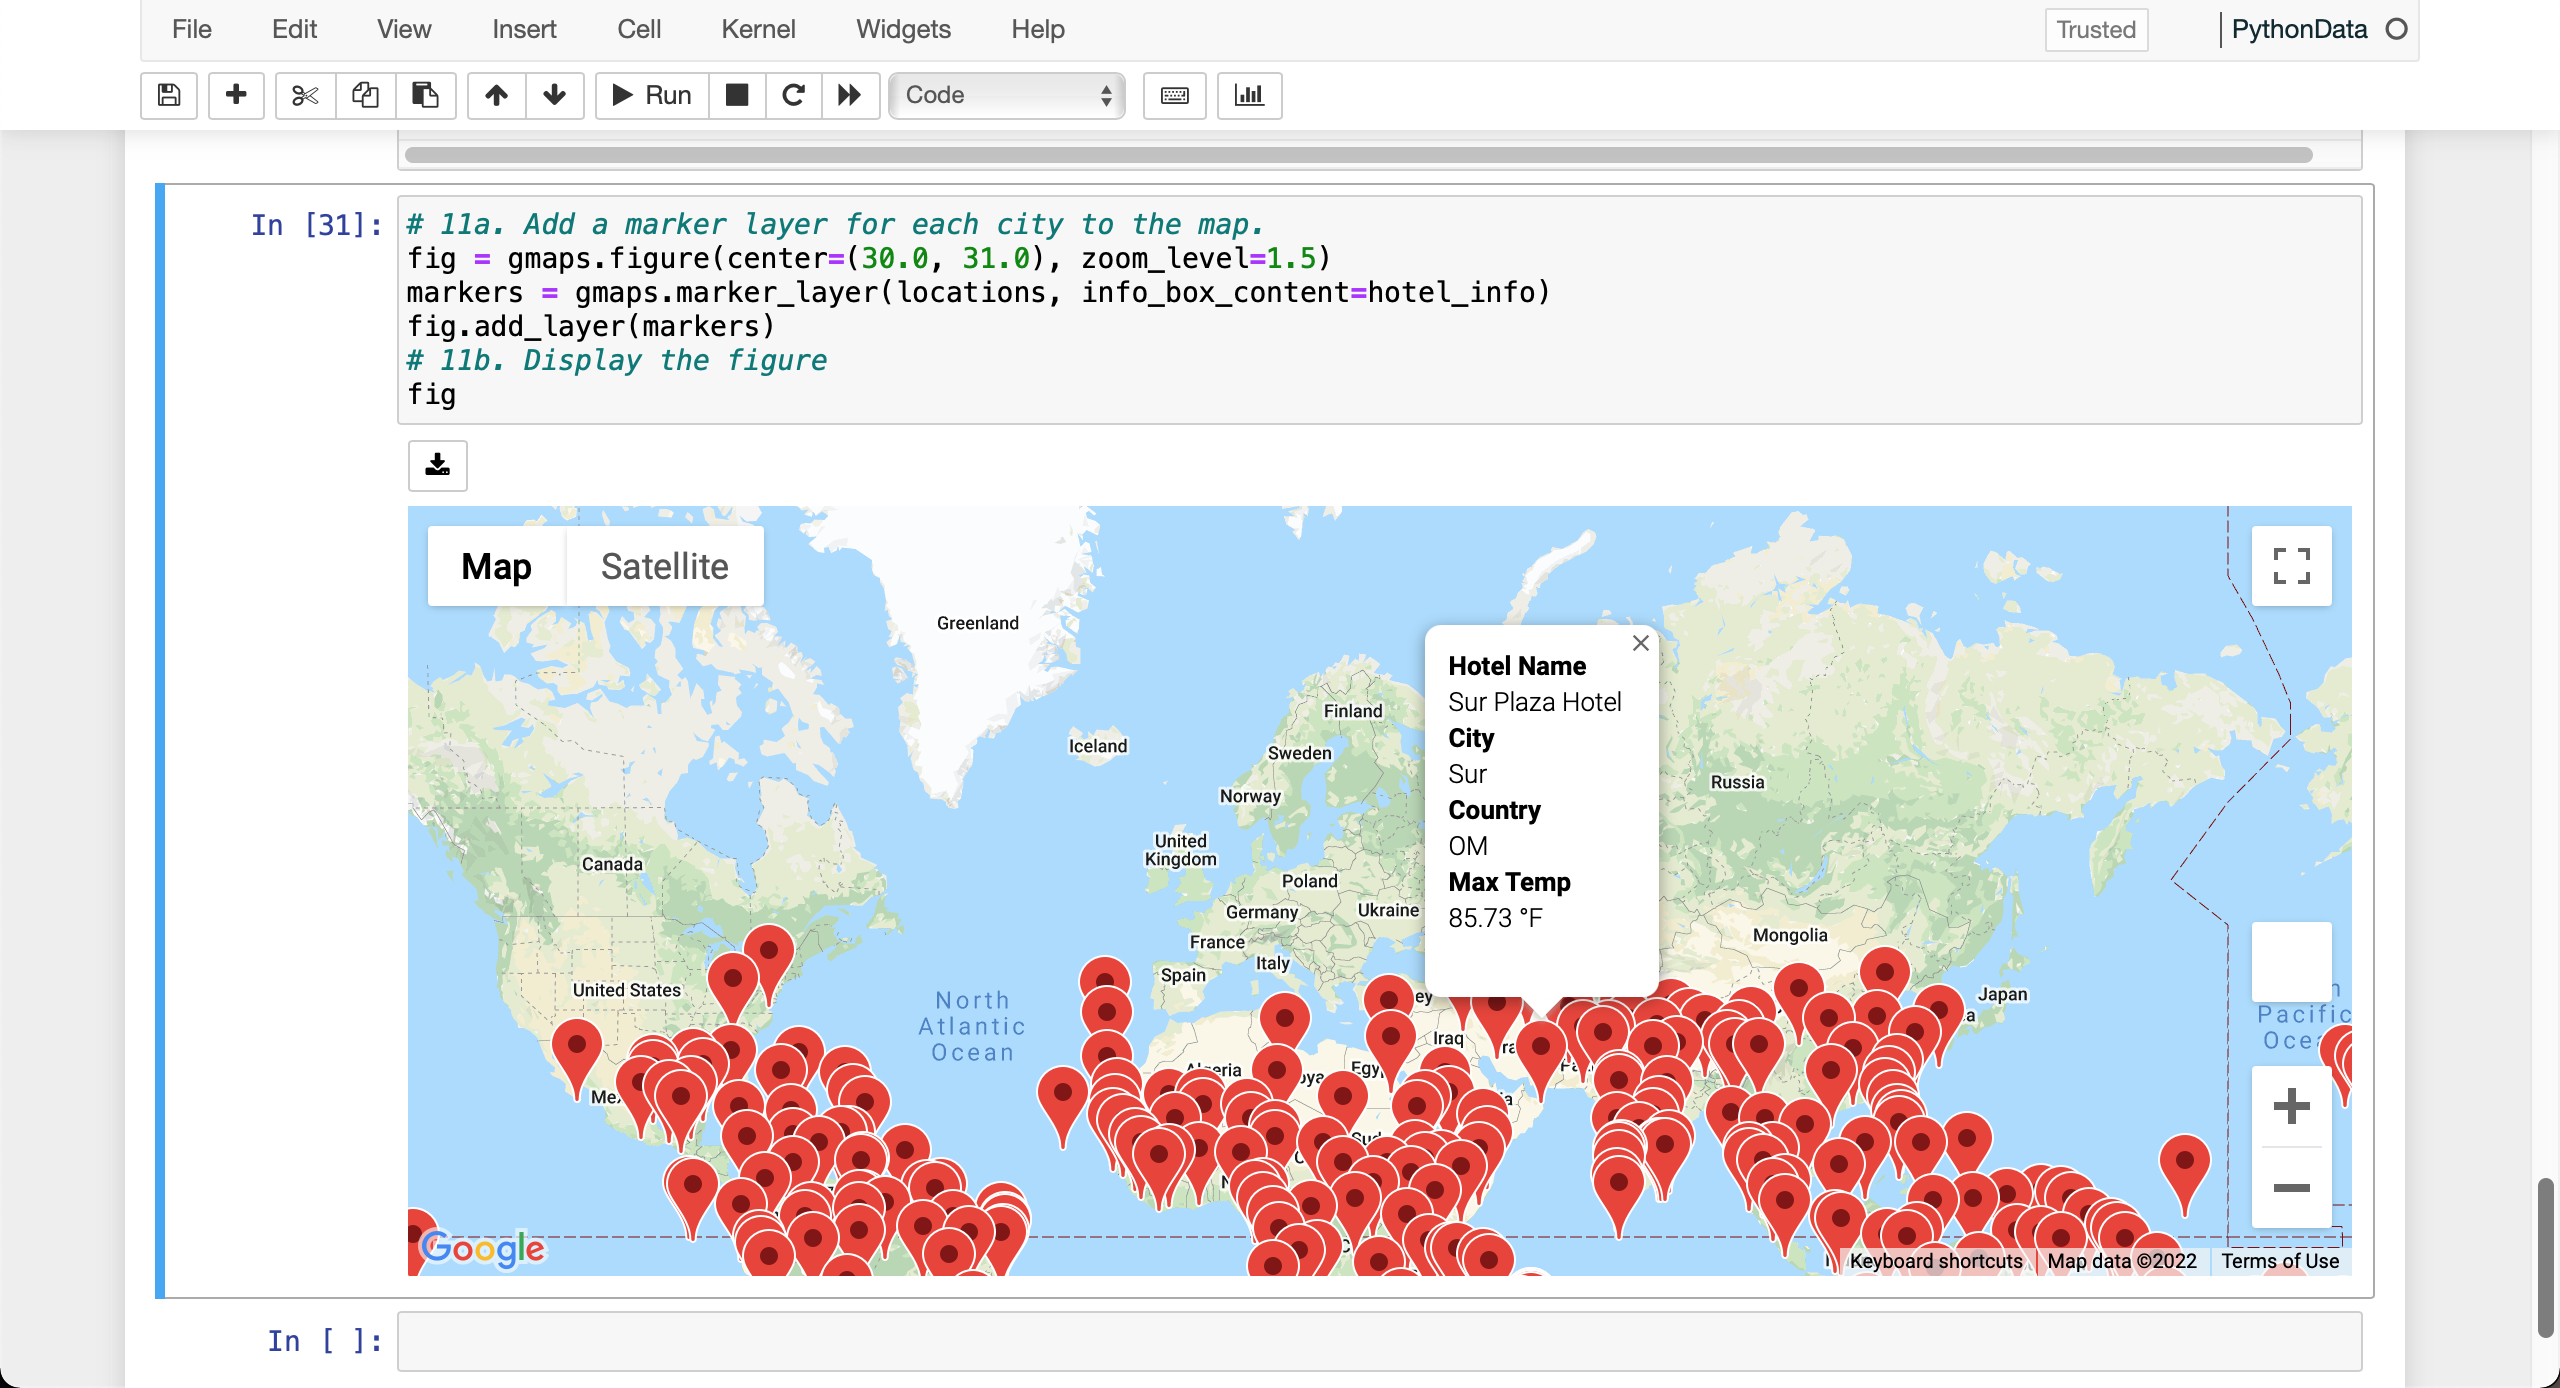 File Edit View Insert Cell Kernel Widgets Help Trusted PythonData
Run Code
In [31]: # 11a. Add a marker layer for each city to the map.
fig = gmaps.figure(center=(30.0, 31.0), zoom_level=1.5)
markers = gmaps.marker_layer(locations, info_box_content=hotel_info)
fig.add_layer(markers)
# 11b. Display the figure
fig
Map Satellite
Greenland
Hotel Name
Sur Plaza Hotel
City
Sur
Country
OM
Max Temp
85.73 °F
Finland
Iceland
Sweden
Norway
Russia
United
Kingdom
Canada
Poland
Germany
Ukraine
France
Mongolia
Italy
Spain
United States
Japan
North
Atlantic
Ocean
Pacific
Iraq
Google
Keyboard shortcuts Map data ©2022 Terms of Use
In [ ]: